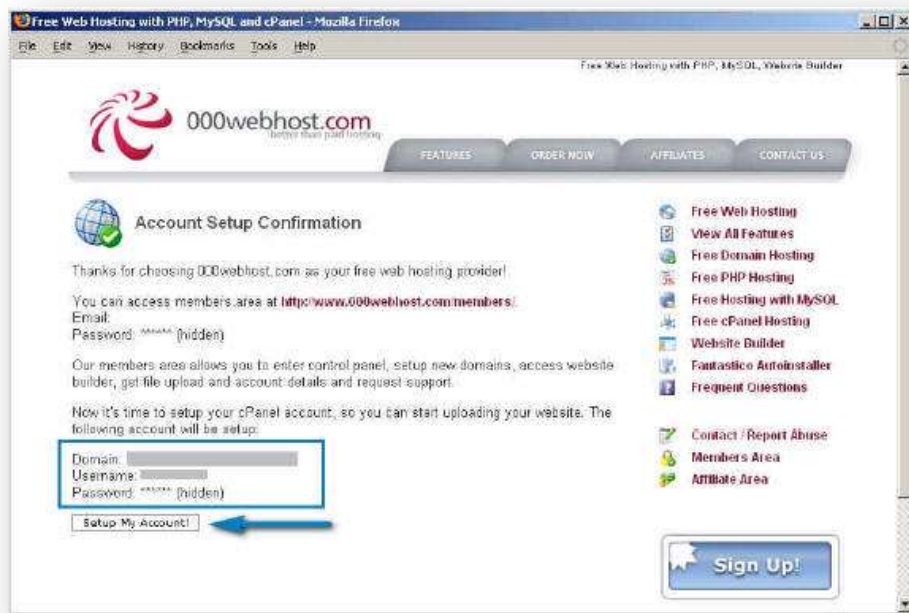 Free Web Hosting with PHP, MySQL and cPanel - Mozilla Firefox
File Edit View History Bookmarks Tools Help
Free Web Hosting with PHP, MySQL, Website Builder
000webhost.com
better than paid hosting
FEATURES ORDER NOW AFFILIATES CONTACT US
Account Setup Confirmation
Thanks for choosing 000webhost.com as your free web hosting provider!
You can access members area at http://www.000webhost.com/members/.
Email:
Password: ****** (hidden)
Our members area allows you to enter control panel, setup new domains, access website
builder, get file upload and account details and request support.
Now it's time to setup your cPanel account, so you can start uploading your website. The
following account will be setup:
Domain:
Username:
Password: ****** (hidden)
Setup My Account!
Free Web Hosting
View All Features
Free Domain Hosting
Free PHP Hosting
Free Hosting with MySQL
Free cPanel Hosting
Website Builder
Fantastico Autoinstaller
Frequent Questions
Contact / Report Abuse
Members Area
Affiliate Area
Sign Up!